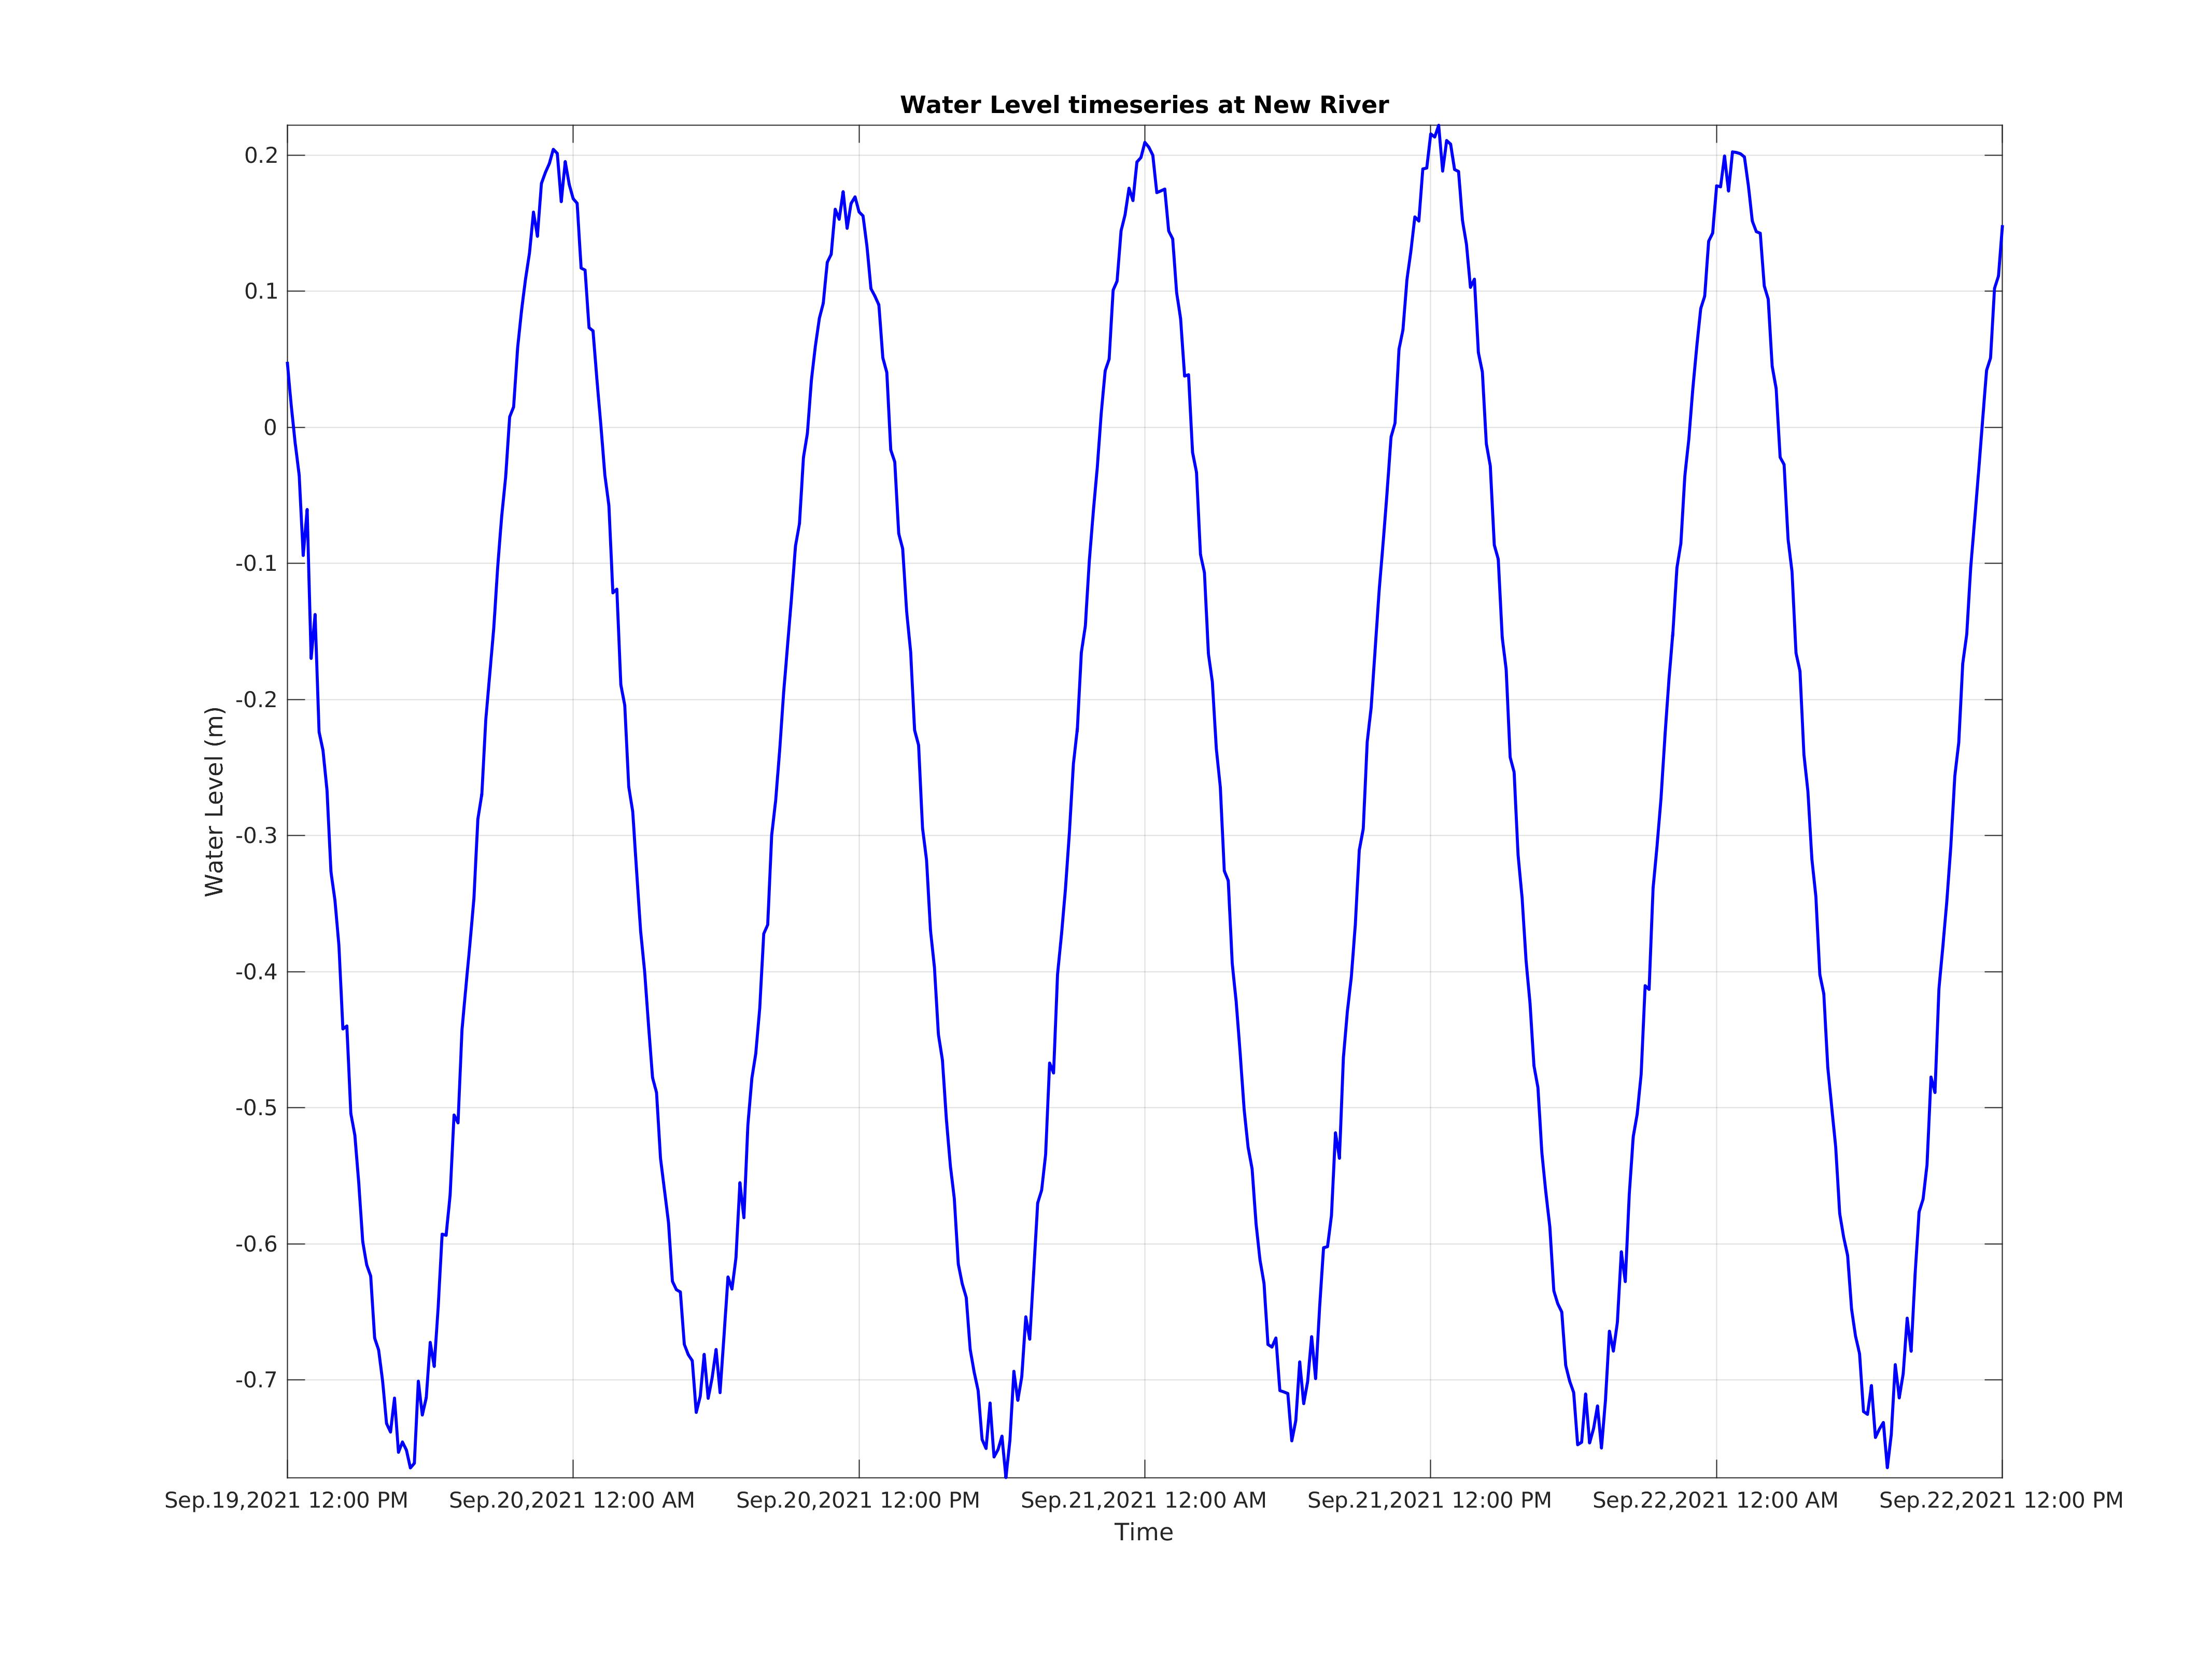 Water Level timeseries at New River
0.2
0.1
0
-0.1
-0.2
-0.3
-0.4
-0.5
-0.6
-0.7
Water Level (m)
Sep.19,2021 12:00 PM
Sep.20,2021 12:00 AM
Sep.20,2021 12:00 PM
Sep.21,2021 12:00 AM
Sep.21,2021 12:00 PM
Sep.22,2021 12:00 AM
Sep.22,2021 12:00 PM
Time